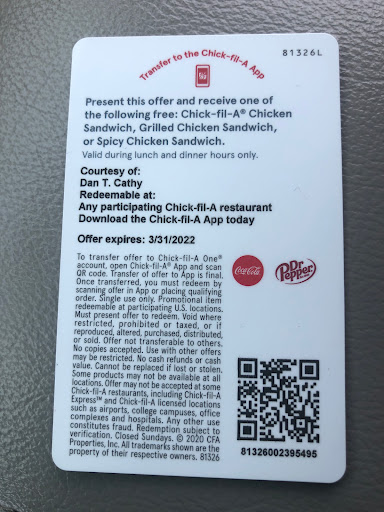 Transfer to the Chick-fil-A App
81326L
Present this offer and receive one of
the following free: Chick-fil-A® Chicken
Sandwich, Grilled Chicken Sandwich,
or Spicy Chicken Sandwich.
Valid during lunch and dinner hours only.
Courtesy of:
Dan T. Cathy
Redeemable at:
Any participating Chick-fil-A restaurant
Download the Chick-fil-A App today
Offer expires: 3/31/2022
To transfer offer to Chick-fil-A One®
account, open Chick-fil-A® App and scan
QR code. Transfer of offer to App is final.
Once transferred, you must redeem by
scanning offer in App or placing qualifying
order. Single use only. Promotional item
redeemable at participating U.S. locations.
Must present offer to redeem. Void where
restricted, prohibited or taxed, or if
reproduced, altered, purchased, distributed,
or sold. Offer not transferable to others.
No copies accepted. Use with other offers
may be restricted. No cash refunds or cash
value. Cannot be replaced if lost or stolen.
Some products may not be available at all
locations. Offer may not be accepted at some
Chick-fil-A restaurants, including Chick-fil-A
Express™ and Chick-fil-A licensed locations
such as airports, college campuses, office
complexes and hospitals. Any other use
constitutes fraud. Redemption subject to
verification. Closed Sundays. © 2020 CFA
Properties, Inc. All trademarks shown are the
property of their respective owners. 81326
Coca-Cola
Dr Pepper
81326002395495